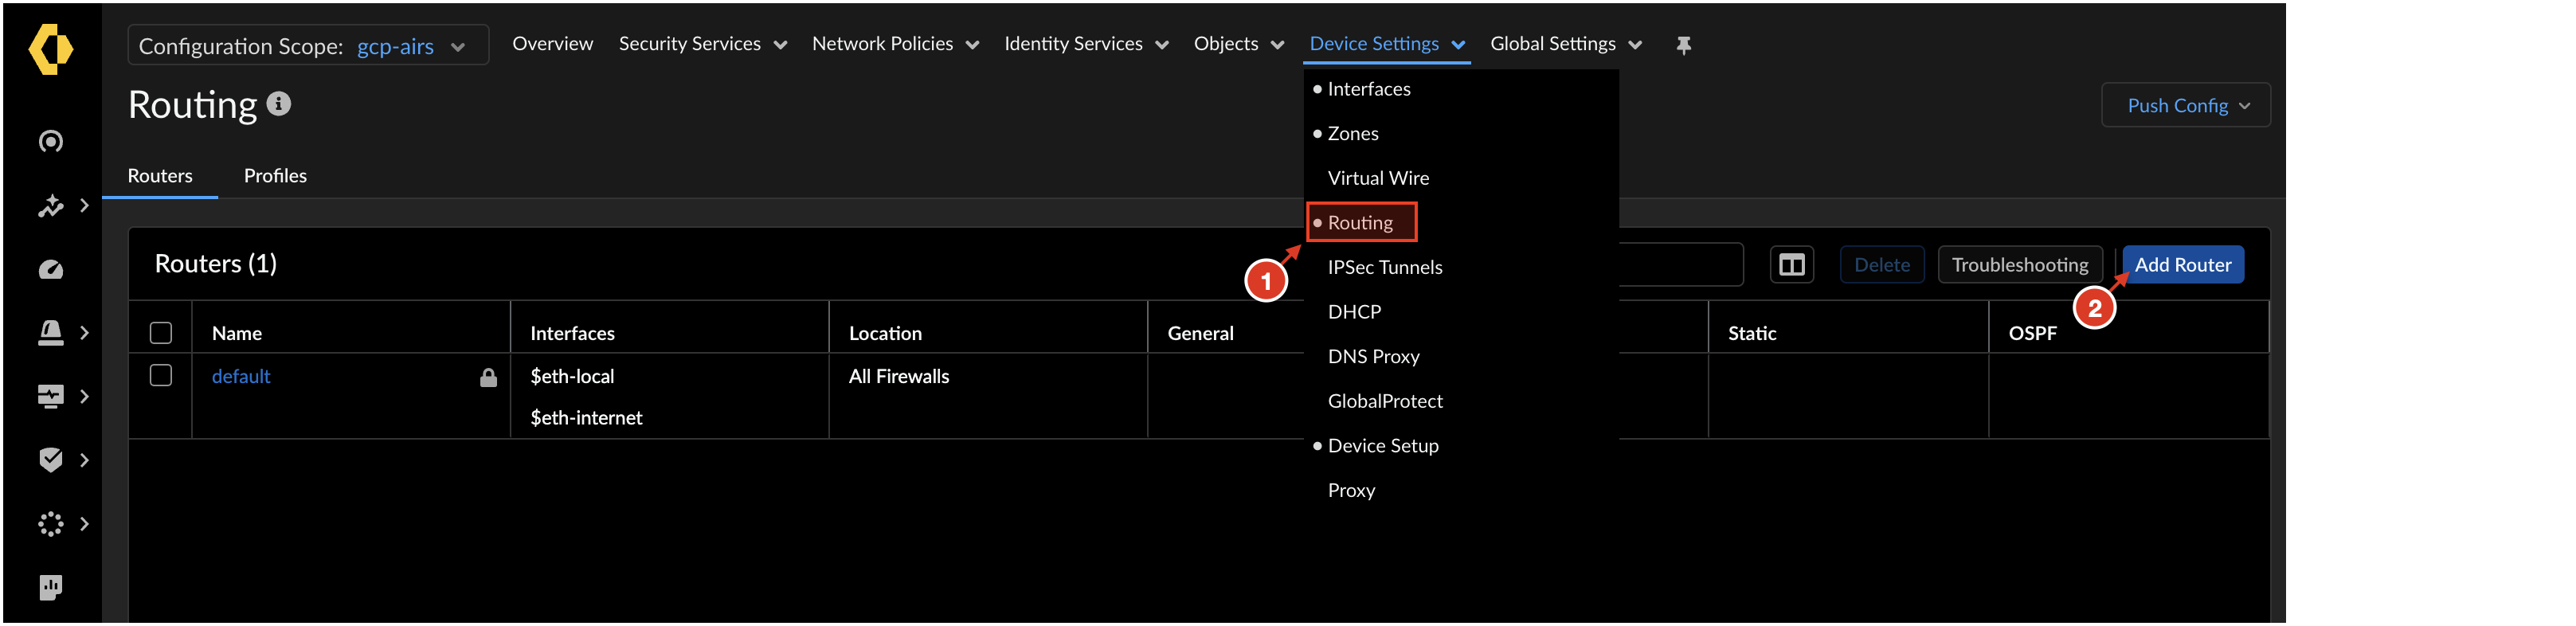 Configuration Scope: gcp-airs
Overview
Security Services
Network Policies
Identity Services
Objects
Device Settings
Global Settings
Routing
Push Config
Routers
Profiles
Interfaces
Zones
Virtual Wire
Routing
IPSec Tunnels
DHCP
DNS Proxy
GlobalProtect
Device Setup
Proxy
1
Routers (1)
Delete
Troubleshooting
Add Router
2
Name
Interfaces
Location
General
Static
OSPF
default
$eth-local
$eth-internet
All Firewalls